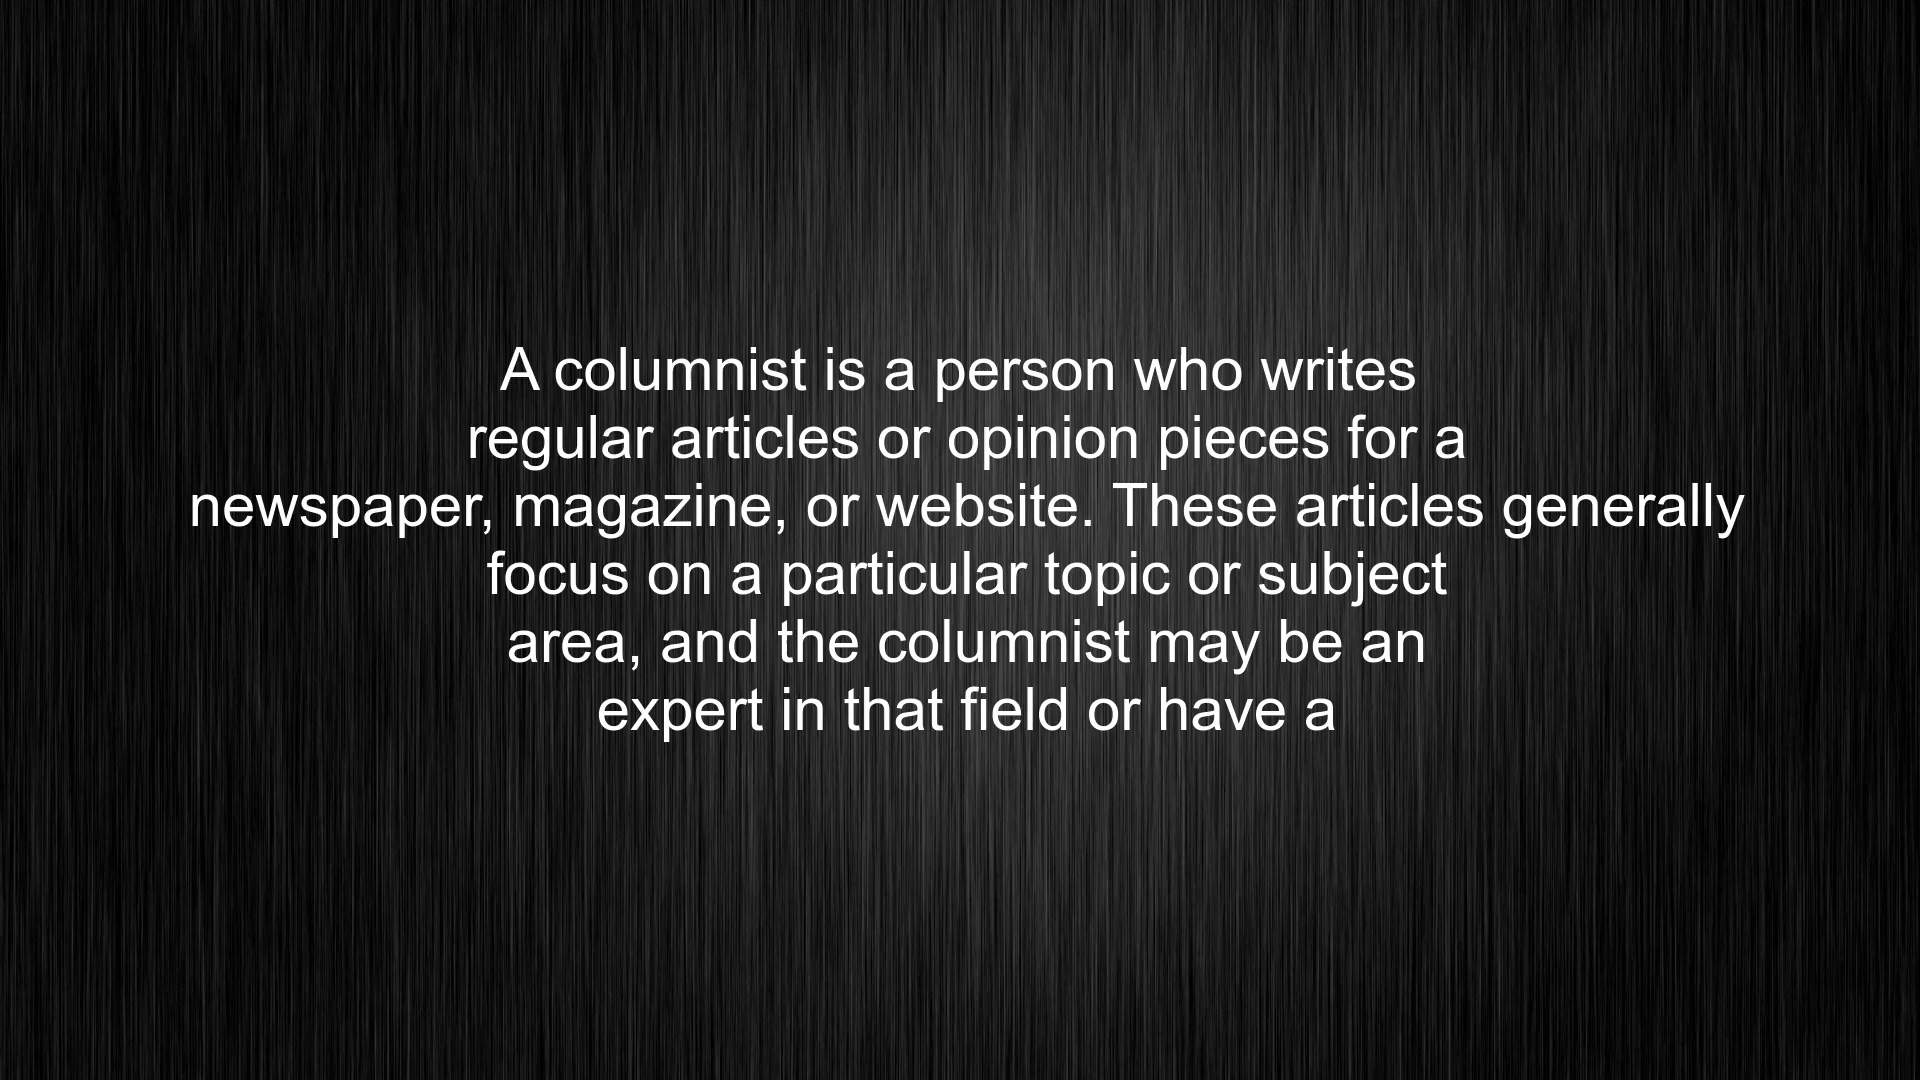 A columnist is a person who writes
regular articles or opinion pieces for a
newspaper, magazine, or website. These articles generally
focus on a particular topic or subject
area, and the columnist may be an
expert in that field or have a